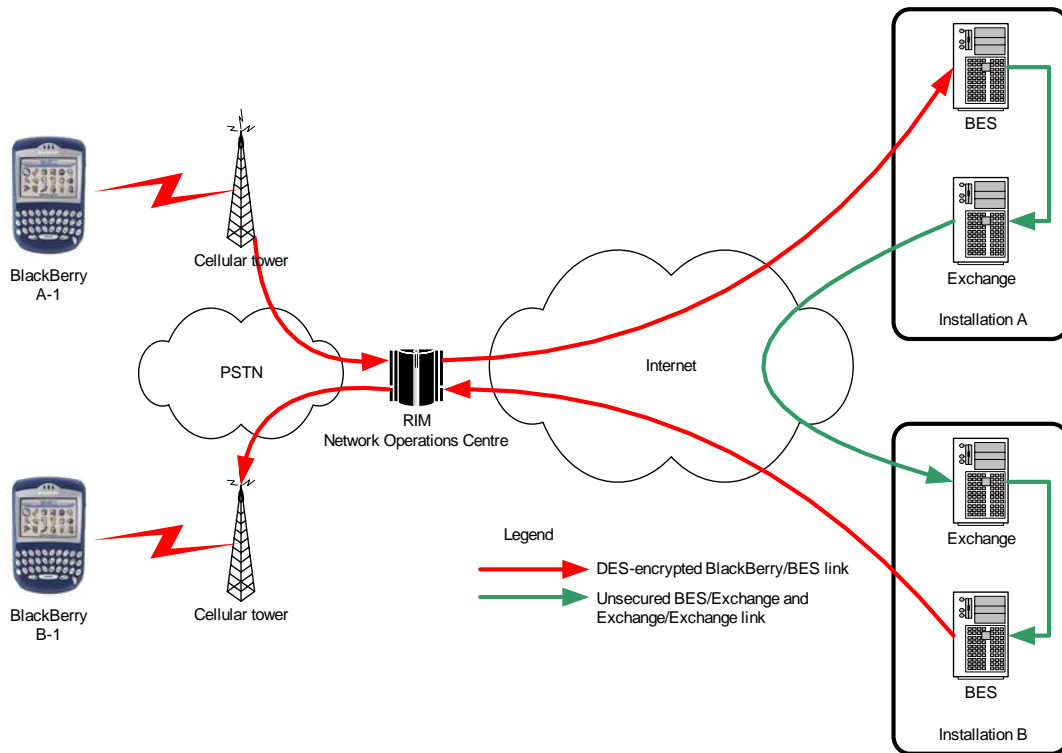 BES
Exchange
Installation A
BlackBerry
A-1
Cellular tower
PSTN
RIM
Network Operations Centre
Internet
BlackBerry
B-1
Cellular tower
Legend
DES-encrypted BlackBerry/BES link
Unsecured BES/Exchange and
Exchange/Exchange link
Exchange
BES
Installation B